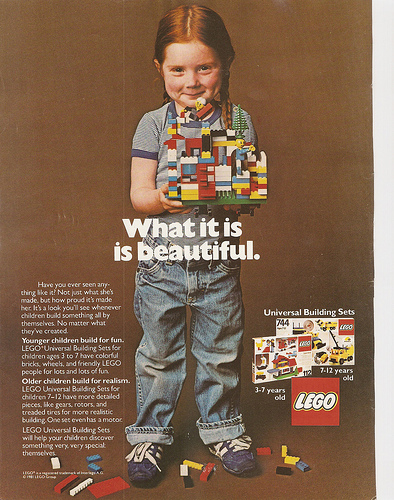 What it is
is beautiful.
Have you ever seen any-
thing like it? Not just what she's
made, but how proud it's made
her. It's a look you'll see whenever
children build something all by
themselves. No matter what
they've created.
Younger children build for fun.
LEGO® Universal Building Sets for
children ages 3 to 7 have colorful
bricks, wheels, and friendly LEGO
people for lots and lots of fun.
Older children build for realism.
LEGO Universal Building Sets for
children 7-12 have more detailed
pieces, like gears, rotors, and
treaded tires for more realistic
building. One set even has a motor.
LEGO Universal Building Sets
will help your children discover
something very, very special:
themselves.
LEGO® is a registered trademark of Interlego A.G.
© 1981 LEGO Group
Universal Building Sets
744
LEGO
LEGO
7-12 years
old
3-7 years
old
LEGO